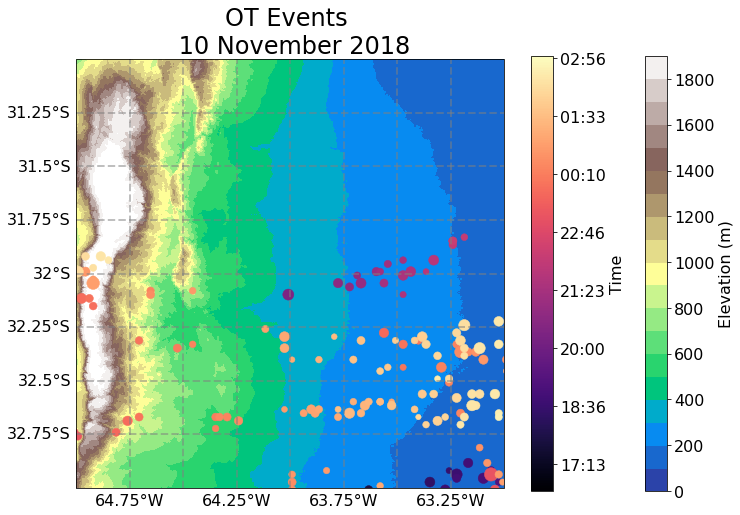 OT Events
10 November 2018
31.25°S
31.5°S
31.75°S
32°S
32.25°S
32.5°S
32.75°S
64.75°W
64.25°W
63.75°W
63.25°W
02:56
01:33
00:10
22:46
21:23
20:00
18:36
17:13
Time
1800
1600
1400
1200
1000
800
600
400
200
0
Elevation (m)